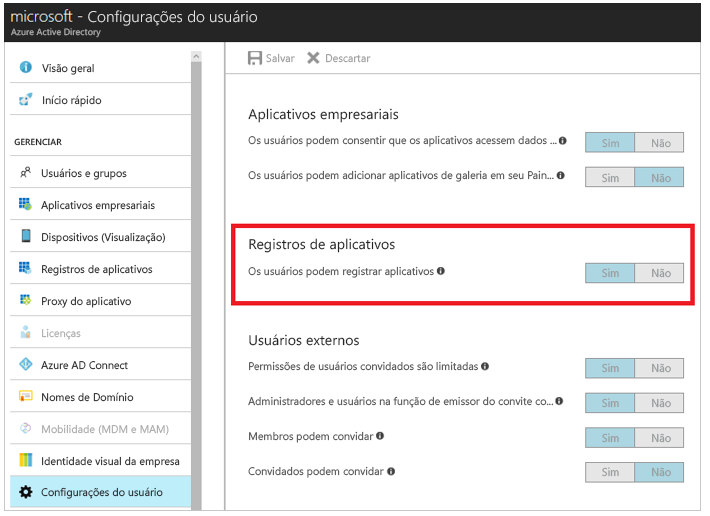 microsoft - Configurações do usuário
Azure Active Directory
Visão geral
Início rápido
GERENCIAR
Usuários e grupos
Aplicativos empresariais
Dispositivos (Visualização)
Registros de aplicativos
Proxy do aplicativo
Licenças
Azure AD Connect
Nomes de Domínio
Mobilidade (MDM e MAM)
Identidade visual da empresa
Configurações do usuário
Salvar Descartar
Aplicativos empresariais
Os usuários podem consentir que os aplicativos acessem dados ... Sim Não
Os usuários podem adicionar aplicativos de galeria em seu Pain... Sim Não
Registros de aplicativos
Os usuários podem registrar aplicativos Sim Não
Usuários externos
Permissões de usuários convidados são limitadas Sim Não
Administradores e usuários na função de emissor do convite co... Sim Não
Membros podem convidar Sim Não
Convidados podem convidar Sim Não